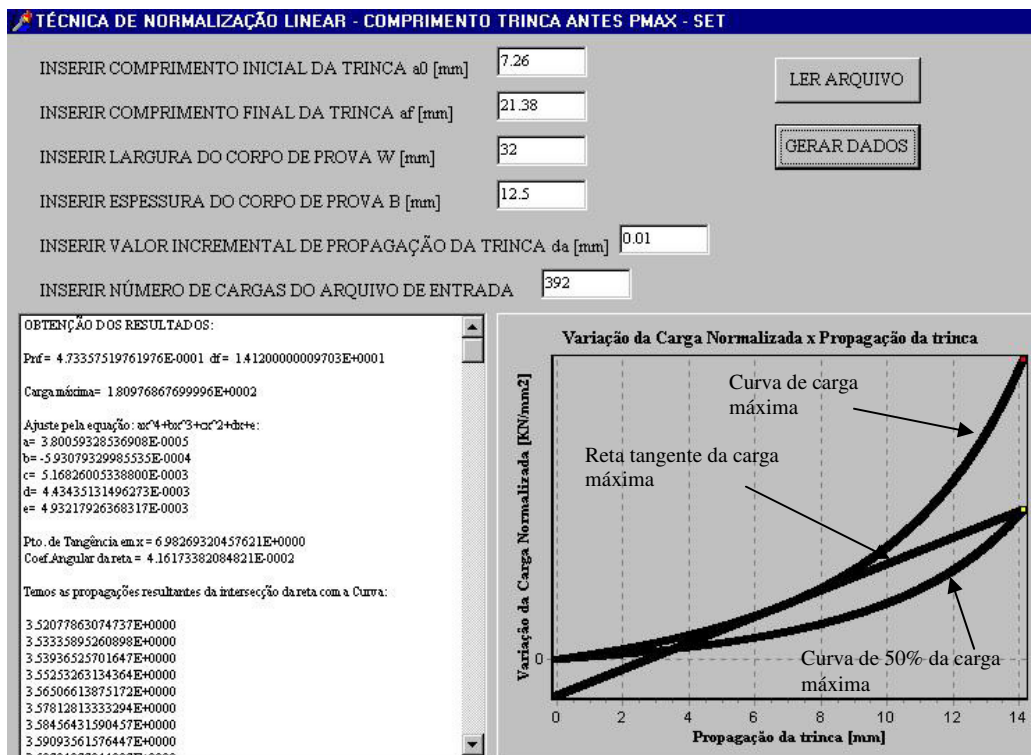 TÉCNICA DE NORMALIZAÇÃO LINEAR - COMPRIMENTO TRINCA ANTES PMAX - SET
INSERIR COMPRIMENTO INICIAL DA TRINCA a0 [mm] 7.26
LER ARQUIVO
INSERIR COMPRIMENTO FINAL DA TRINCA af [mm] 21.38
INSERIR LARGURA DO CORPO DE PROVA W [mm] 32
GERAR DADOS
INSERIR ESPESSURA DO CORPO DE PROVA B [mm] 12.5
INSERIR VALOR INCREMENTAL DE PROPAGAÇÃO DA TRINCA da [mm] 0.01
INSERIR NÚMERO DE CARGAS DO ARQUIVO DE ENTRADA 392
OBTENÇÃO DOS RESULTADOS:
Pnf= 4.73357519761976E-0001 df= 1.41200000009703E+0001
Carga máxima= 1.80976867699996E+0002
Ajuste pela equação: ax^4+bx^3+cx^2+dx+e:
a= 3.80059328536908E-0005
b= -5.93079329985535E-0004
c= 5.16826005338800E-0003
d= 4.43435131496273E-0003
e= 4.93217926368317E-0003
Pto. de Tangência em x = 6.98269320457621E+0000
Coef.Angular da reta = 4.16173382084821E-0002
Temos as propagações resultantes da intersecção da reta com a Curva:
3.52077863074737E+0000
3.53335895260898E+0000
3.53936525701647E+0000
3.55253263134364E+0000
3.56506613875172E+0000
3.57812813333294E+0000
3.58456431590457E+0000
3.59093561576447E+0000
Variação da Carga Normalizada x Propagação da trinca
Variação da Carga Normalizada [KN/mm2]
Curva de carga
máxima
Reta tangente da carga
máxima
Curva de 50% da carga
máxima
0
0 2 4 6 8 10 12 14
Propagação da trinca [mm]